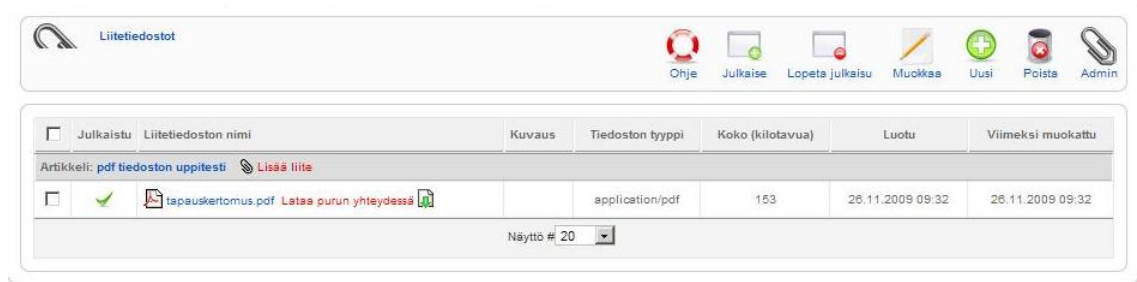 Liitetiedostot
Ohje Julkaise Lopeta julkaisu Muokkaa Uusi Poista Admin
Julkaistu Liitetiedoston nimi Kuvaus Tiedoston tyyppi Koko (kilotavua) Luotu Viimeksi muokattu
Artikkeli: pdf tiedoston uppitesti Lisää liite
tapauskertomus.pdf Lataa purun yhteydessä application/pdf 153 26.11.2009 09:32 26.11.2009 09:32
Näyttö # 20